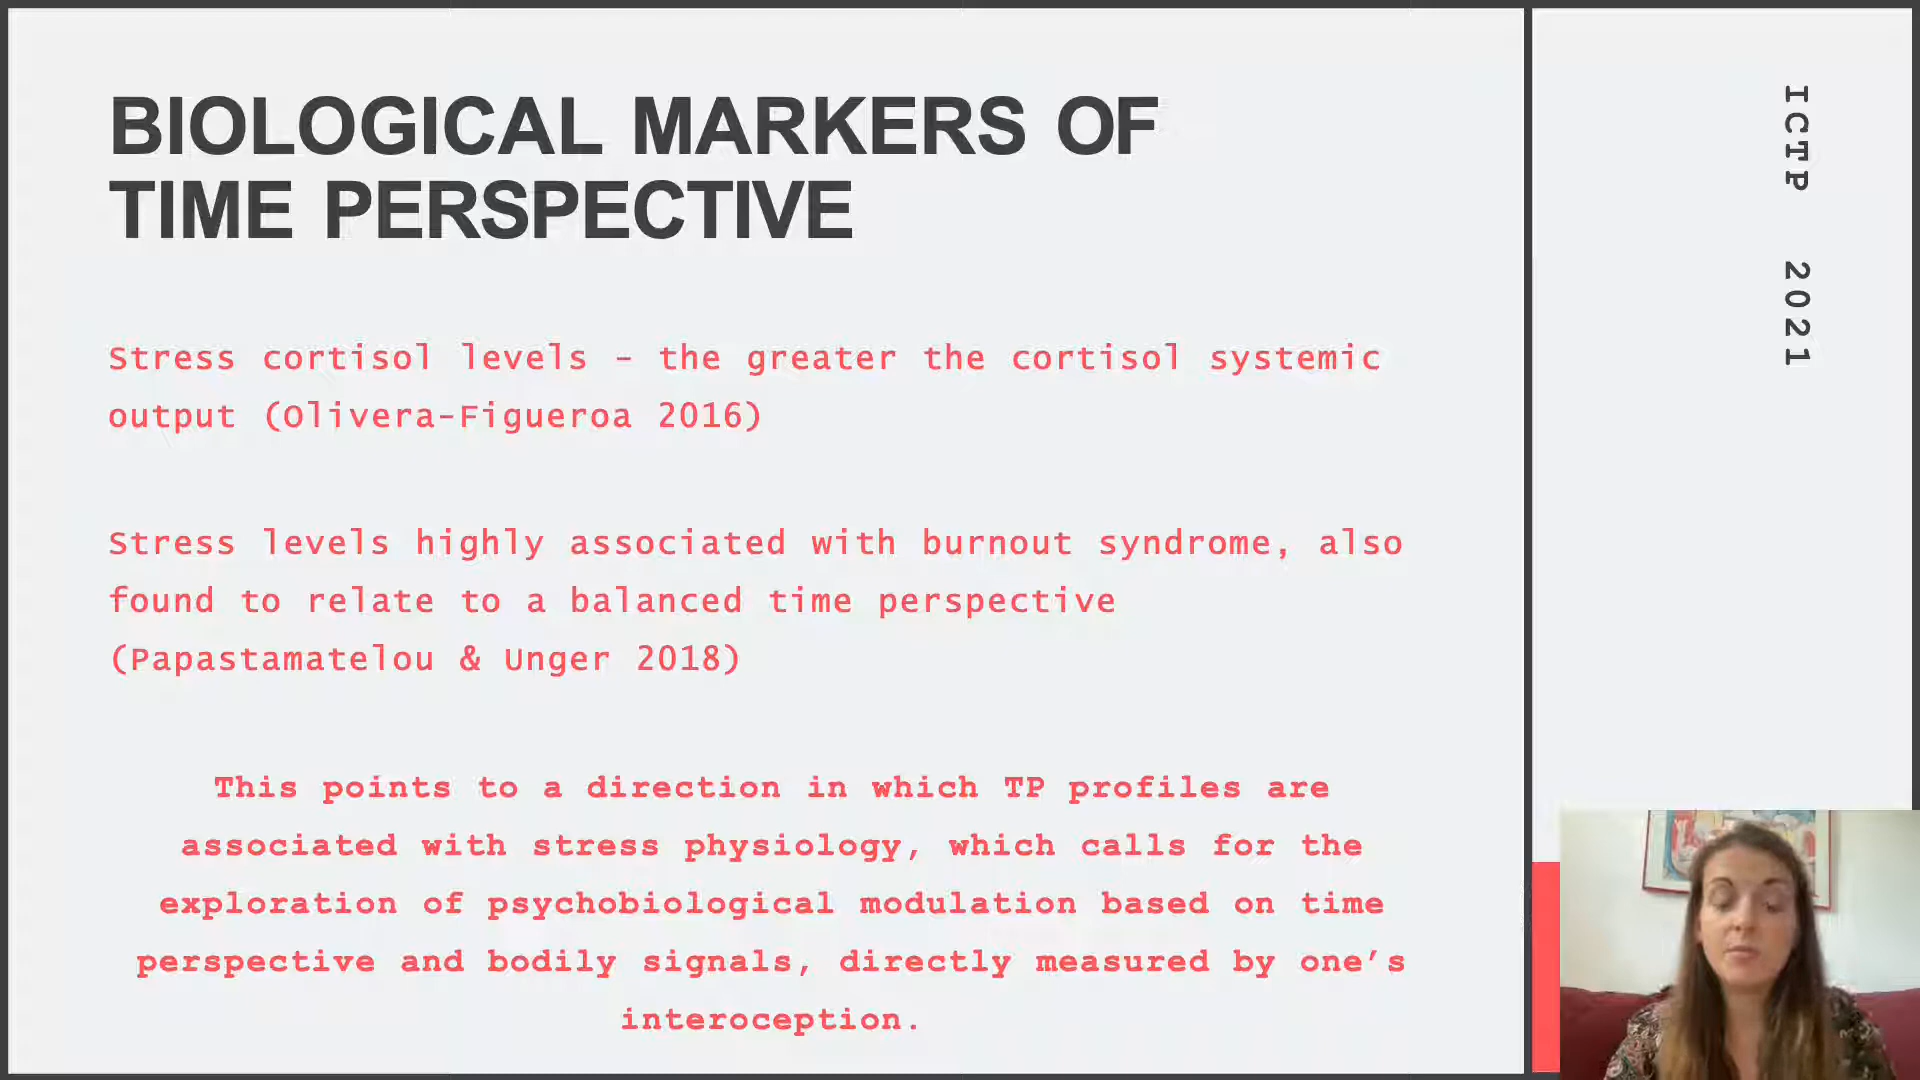 BIOLOGICAL MARKERS OF
TIME PERSPECTIVE
Stress cortisol levels – the greater the cortisol systemic
output (Olivera-Figueroa 2016)
Stress levels highly associated with burnout syndrome, also
found to relate to a balanced time perspective
(Papastamatelou & Unger 2018)
This points to a direction in which TP profiles are
associated with stress physiology, which calls for the
exploration of psychobiological modulation based on time
perspective and bodily signals, directly measured by one’s
interoception.
ICTP 2021